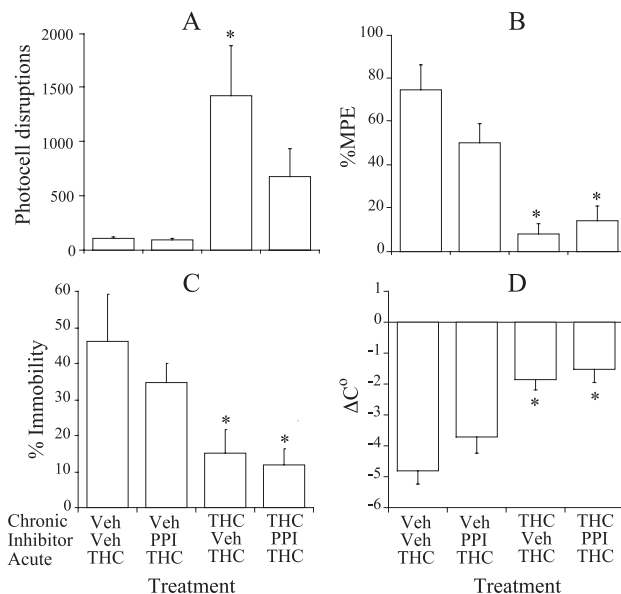 A
B
Photocell disruptions
2000
1500
1000
500
0
*
%MPE
100
80
60
40
20
0
*
*
C
D
% Immobility
60
50
40
30
20
10
0
*
*
ΔCº
0
-1
-2
-3
-4
-5
-6
*
*
Chronic Veh Veh THC THC Veh Veh THC THC
Inhibitor Veh PPI Veh PPI Veh PPI Veh PPI
Acute THC THC THC THC THC THC THC THC
Treatment Treatment